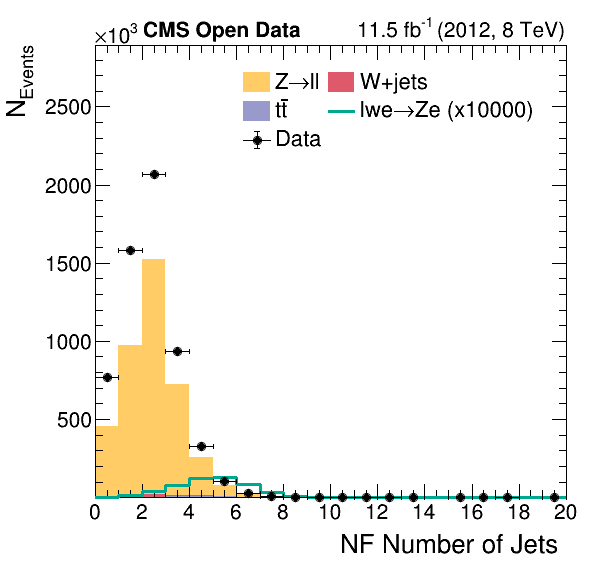 ×10³ CMS Open Data 11.5 fb⁻¹ (2012, 8 TeV)
N_Events
Z→ll W+jets
tt̄ lwe→Ze (x10000)
Data
2500
2000
1500
1000
500
0 2 4 6 8 10 12 14 16 18 20
NF Number of Jets